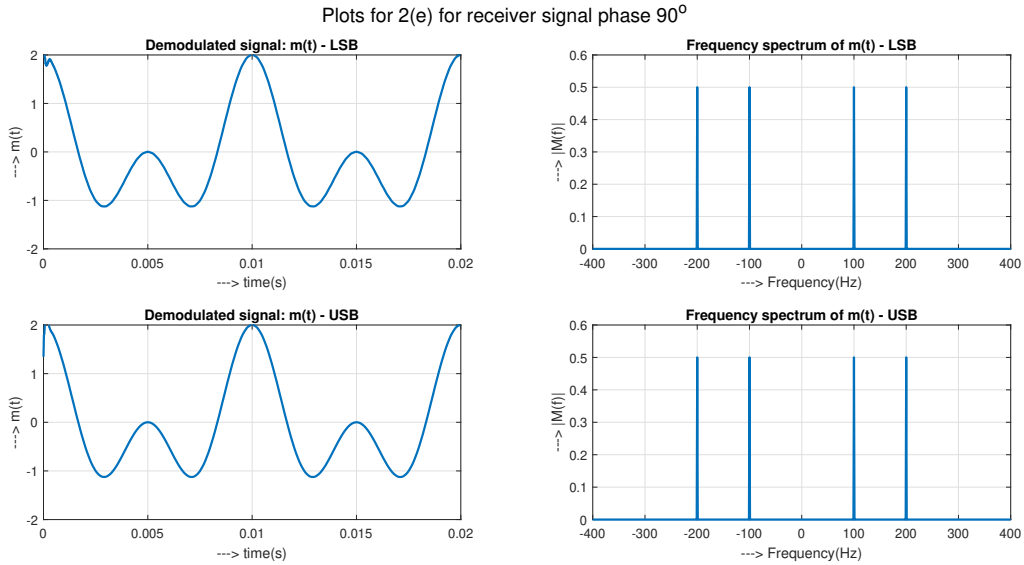 Plots for 2(e) for receiver signal phase 90°
Demodulated signal: m(t) - LSB
---> m(t)
2
1
0
-1
-2
0 0.005 0.01 0.015 0.02
---> time(s)
Frequency spectrum of m(t) - LSB
---> |M(f)|
0.6
0.5
0.4
0.3
0.2
0.1
0
-400 -300 -200 -100 0 100 200 300 400
---> Frequency(Hz)
Demodulated signal: m(t) - USB
---> m(t)
2
1
0
-1
-2
0 0.005 0.01 0.015 0.02
---> time(s)
Frequency spectrum of m(t) - USB
---> |M(f)|
0.6
0.5
0.4
0.3
0.2
0.1
0
-400 -300 -200 -100 0 100 200 300 400
---> Frequency(Hz)